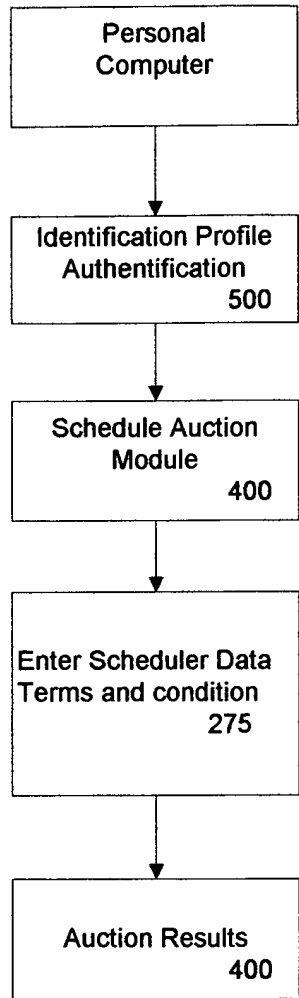 Personal
Computer
Identification Profile
Authentification
500
Schedule Auction
Module
400
Enter Scheduler Data
Terms and condition
275
Auction Results
400